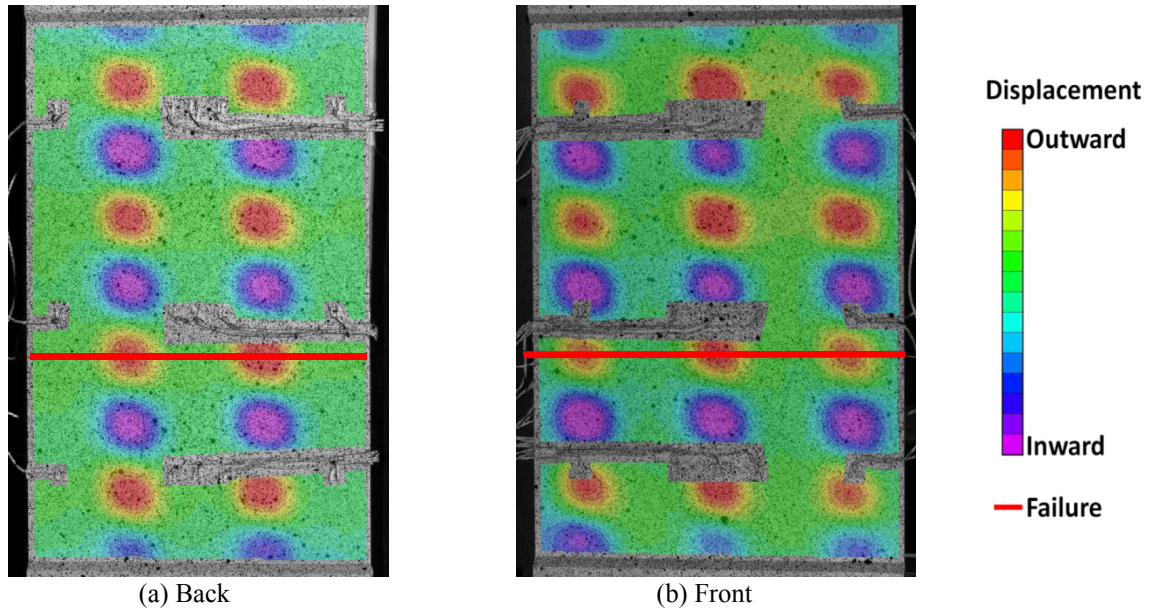 Displacement
Outward
Inward
Failure
(a) Back
(b) Front